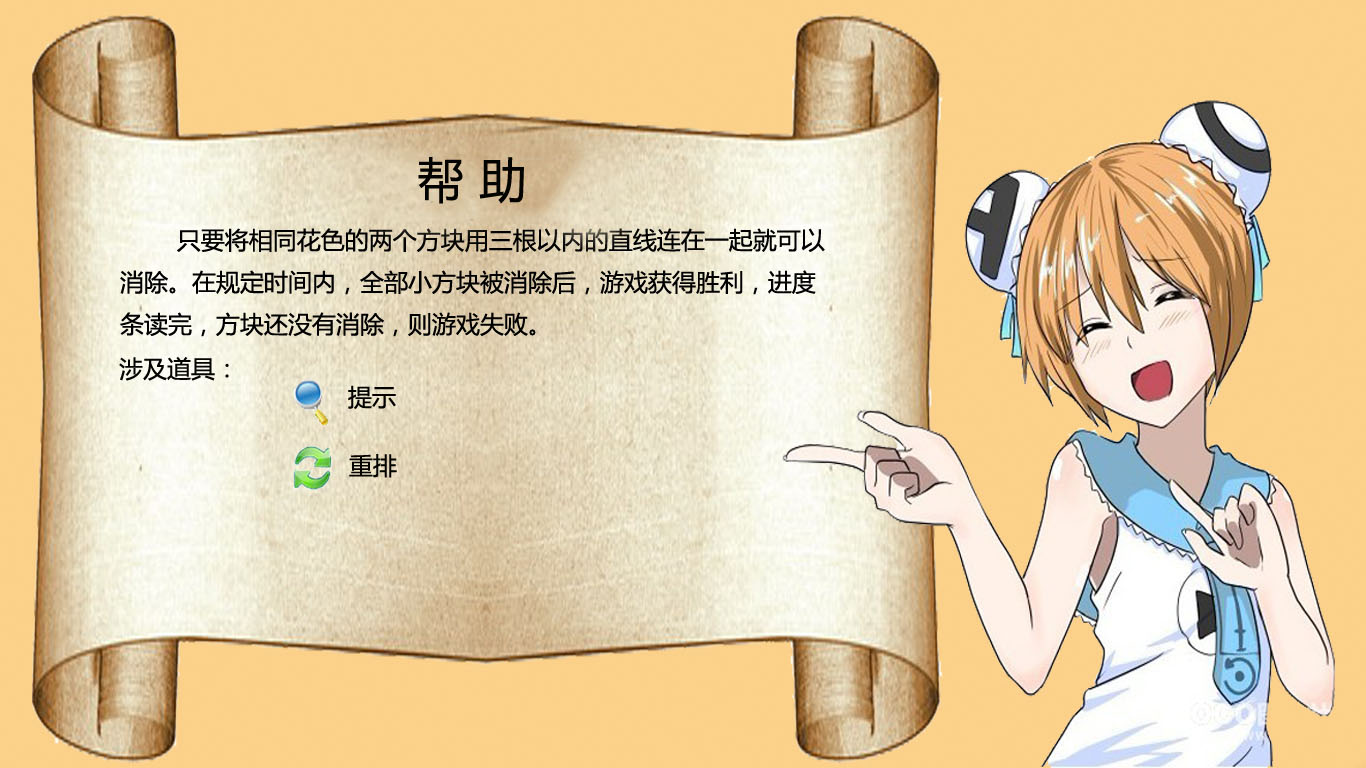 帮 助
只要将相同花色的两个方块用三根以内的直线连在一起就可以
消除。在规定时间内，全部小方块被消除后，游戏获得胜利，进度
条读完，方块还没有消除，则游戏失败。
涉及道具：
提示
重排